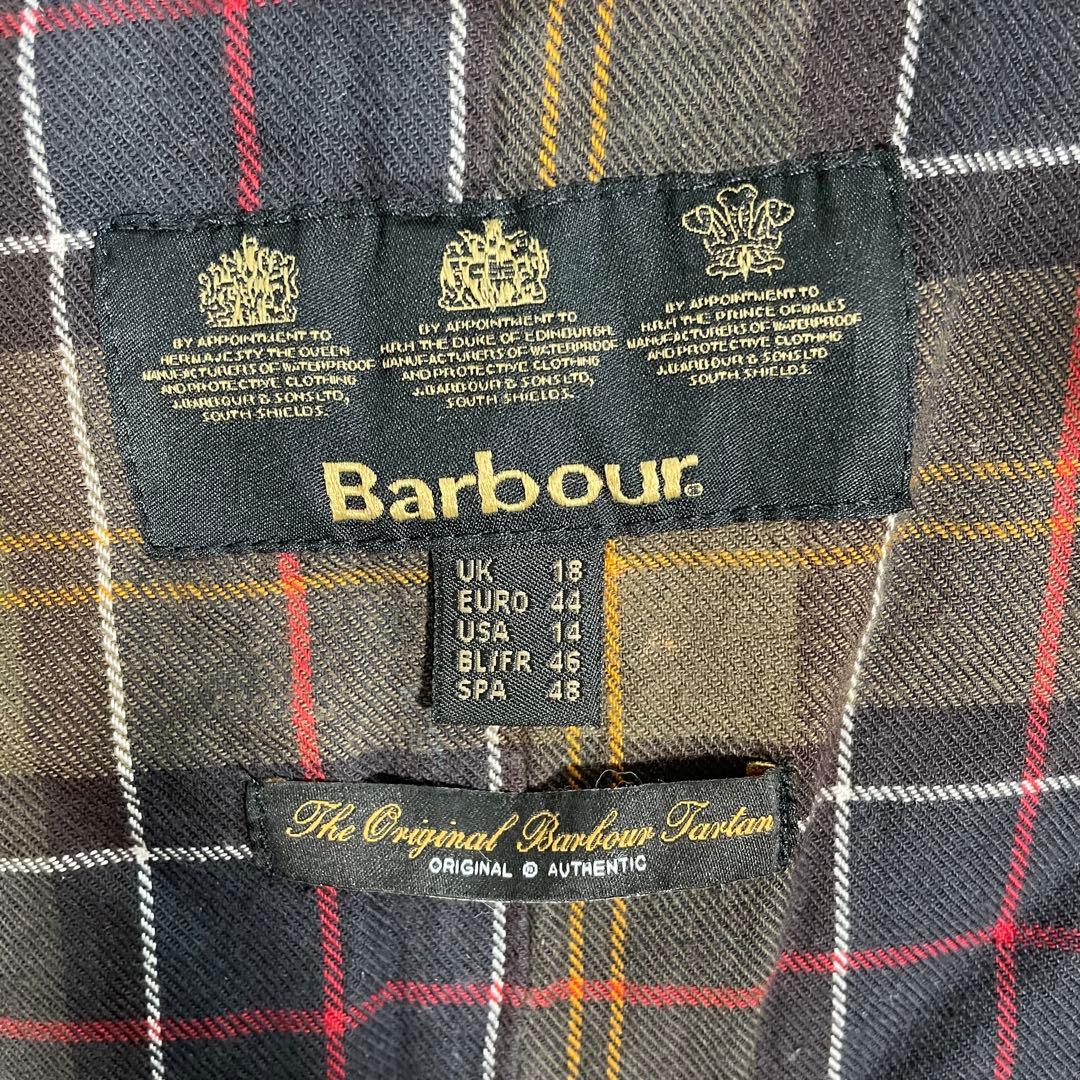 BY APPOINTMENT TO
HER MAJESTY THE QUEEN
MANUFACTURERS OF WATERPROOF
AND PROTECTIVE CLOTHING
J.BARBOUR & SONS LTD,
SOUTH SHIELDS.
BY APPOINTMENT TO
H.R.H THE DUKE OF EDINBURGH
MANUFACTURERS OF WATERPROOF
AND PROTECTIVE CLOTHING
J.BARBOUR & SONS LTD,
SOUTH SHIELDS.
BY APPOINTMENT TO
H.R.H THE PRINCE OF WALES
MANUFACTURERS OF WATERPROOF
AND PROTECTIVE CLOTHING
J.BARBOUR & SONS LTD,
SOUTH SHIELDS.
Barbour®
UK 18
EURO 44
USA 14
BL/FR 46
SPA 48
The Original Barbour Tartan
ORIGINAL ® AUTHENTIC